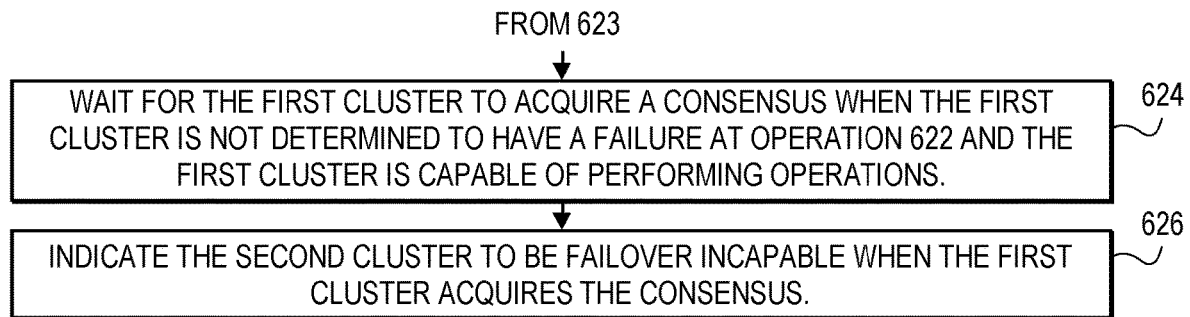 FROM 623
WAIT FOR THE FIRST CLUSTER TO ACQUIRE A CONSENSUS WHEN THE FIRST
CLUSTER IS NOT DETERMINED TO HAVE A FAILURE AT OPERATION 622 AND THE
FIRST CLUSTER IS CAPABLE OF PERFORMING OPERATIONS.
624
INDICATE THE SECOND CLUSTER TO BE FAILOVER INCAPABLE WHEN THE FIRST
CLUSTER ACQUIRES THE CONSENSUS.
626